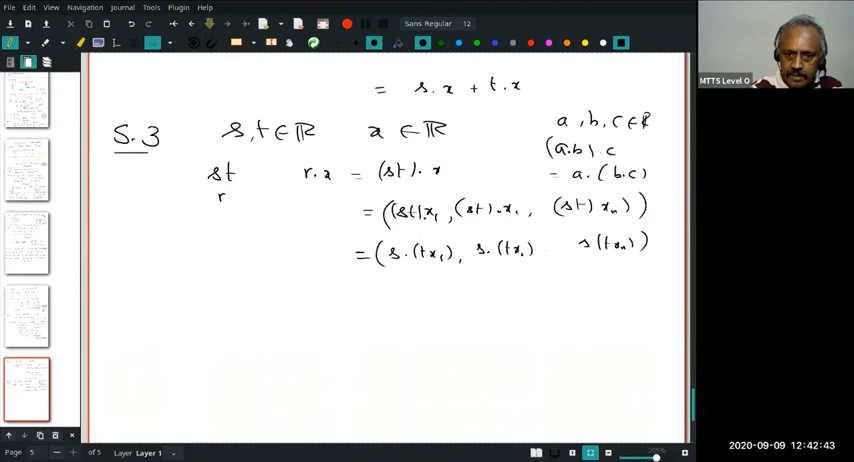 File Edit View Navigation Journal Tools Plugin Help
Sans Regular 12
= s.x + t.x
S.3 s,t ∈ ℝ x ∈ ℝ a,b,c ∈ ℝ
(a.b).c
st r.x = (st).x = a.(b.c)
r
= ((st).x₁, (st).x₂, (st).xₙ)
= (s.(tx₁), s.(tx₂) s(txₙ))
MTTS Level O
Page 5 of 5 Layer Layer 1
2020-09-09 12:42:43